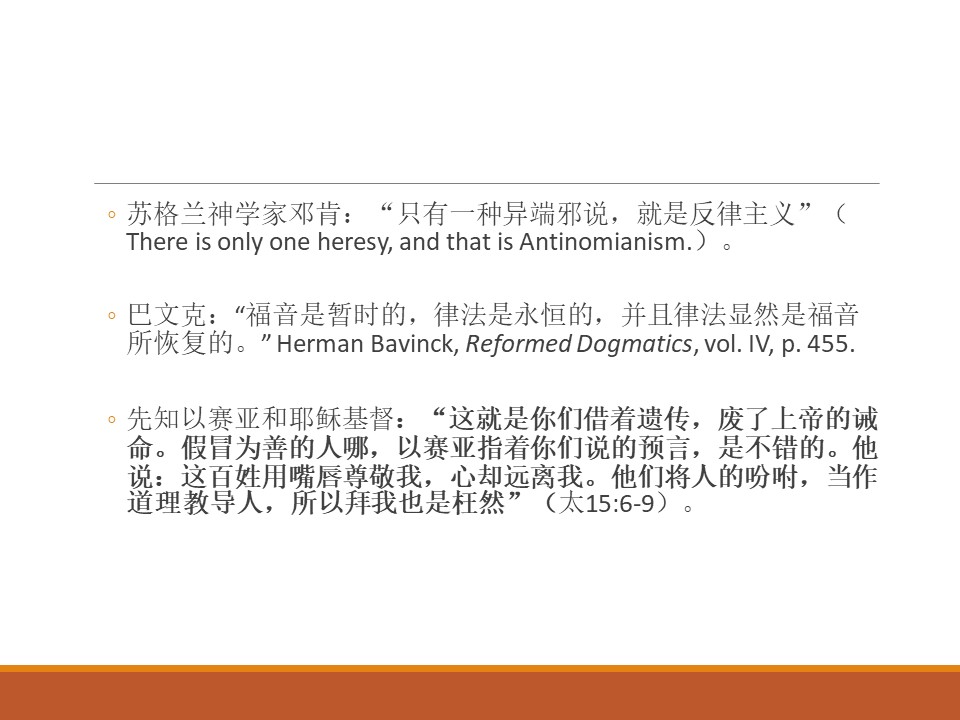 苏格兰神学家邓肯：“只有一种异端邪说，就是反律主义”（
There is only one heresy, and that is Antinomianism.）。
巴文克：“福音是暂时的，律法是永恒的，并且律法显然是福音
所恢复的。” Herman Bavinck, Reformed Dogmatics, vol. IV, p. 455.
先知以赛亚和耶稣基督：“这就是你们借着遗传，废了上帝的诫
命。假冒为善的人哪，以赛亚指着你们说的预言，是不错的。他
说：这百姓用嘴唇尊敬我，心却远离我。他们将人的吩咐，当作
道理教导人，所以拜我也是枉然”（太15:6-9）。